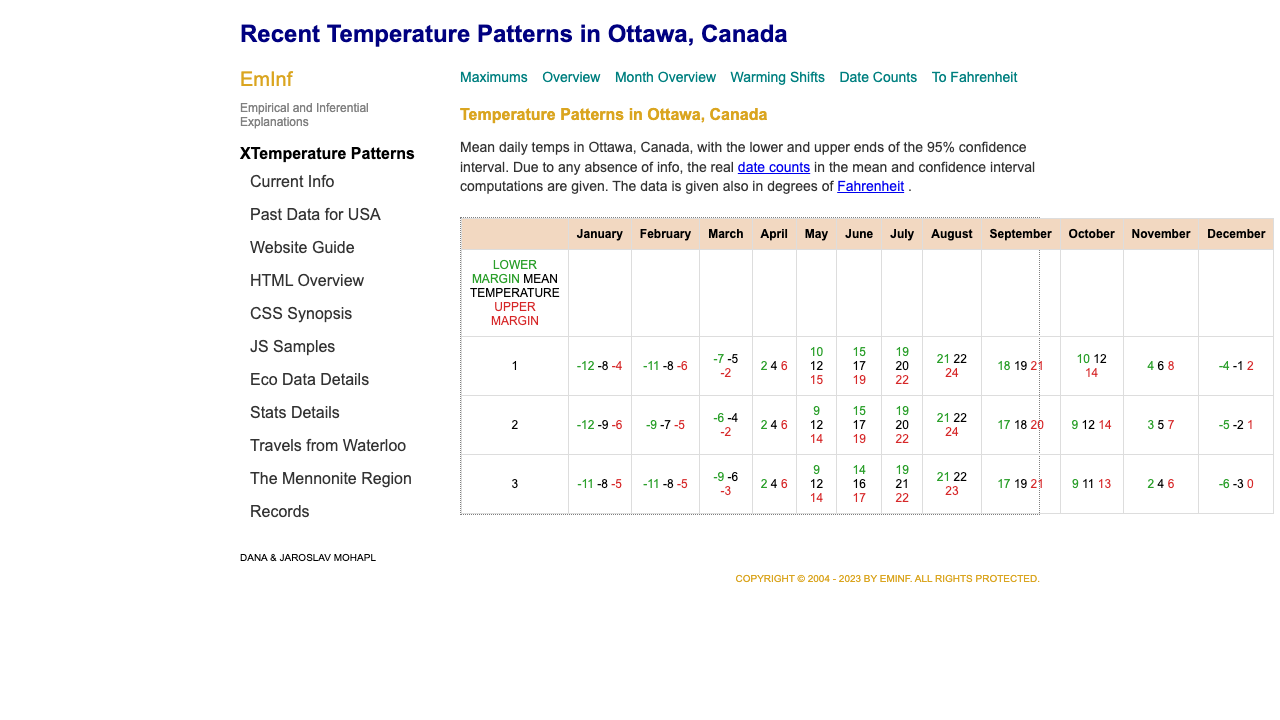 Recent Temperature Patterns in Ottawa, Canada
EmInf
Empirical and Inferential
Explanations
XTemperature Patterns
Current Info
Past Data for USA
Website Guide
HTML Overview
CSS Synopsis
JS Samples
Eco Data Details
Stats Details
Travels from Waterloo
The Mennonite Region
Records
Maximums Overview Month Overview Warming Shifts Date Counts To Fahrenheit
Temperature Patterns in Ottawa, Canada
Mean daily temps in Ottawa, Canada, with the lower and upper ends of the 95% confidence
interval. Due to any absence of info, the real date counts in the mean and confidence interval
computations are given. The data is given also in degrees of Fahrenheit .
January February March April May June July August September October November December
LOWER
MARGIN MEAN
TEMPERATURE
UPPER
MARGIN
1 -12 -8 -4 -11 -8 -6 -7 -5 -2 2 4 6 10 12 15 15 17 19 19 20 22 21 22 24 18 19 21 10 12 14 4 6 8 -4 -1 2
2 -12 -9 -6 -9 -7 -5 -6 -4 -2 2 4 6 9 12 14 15 17 19 19 20 22 21 22 24 17 18 20 9 12 14 3 5 7 -5 -2 1
3 -11 -8 -5 -11 -8 -5 -9 -6 -3 2 4 6 9 12 14 14 16 17 19 21 22 21 22 23 17 19 21 9 11 13 2 4 6 -6 -3 0
DANA & JAROSLAV MOHAPL
COPYRIGHT © 2004 - 2023 BY EMINF. ALL RIGHTS PROTECTED.